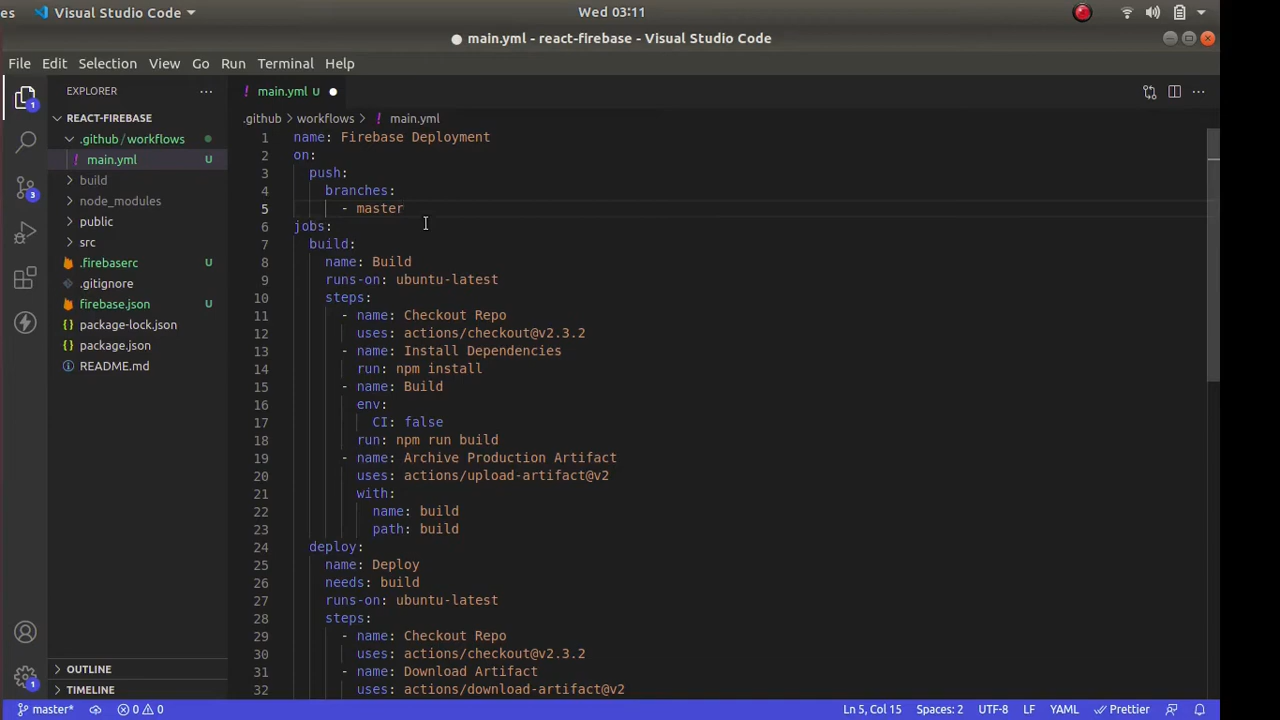 es Visual Studio Code Wed 03:11
main.yml - react-firebase - Visual Studio Code
File Edit Selection View Go Run Terminal Help
EXPLORER
main.yml U
REACT-FIREBASE
.github > workflows > ! main.yml
.github/workflows
! main.yml U
build
node_modules
public
src
.firebaserc U
.gitignore
firebase.json U
package-lock.json
package.json
README.md
OUTLINE
TIMELINE
1
3
1
1 name: Firebase Deployment
2 on:
3 push:
4 branches:
5 - master
6 jobs:
7 build:
8 name: Build
9 runs-on: ubuntu-latest
10 steps:
11 - name: Checkout Repo
12 uses: actions/checkout@v2.3.2
13 - name: Install Dependencies
14 run: npm install
15 - name: Build
16 env:
17 CI: false
18 run: npm run build
19 - name: Archive Production Artifact
20 uses: actions/upload-artifact@v2
21 with:
22 name: build
23 path: build
24 deploy:
25 name: Deploy
26 needs: build
27 runs-on: ubuntu-latest
28 steps:
29 - name: Checkout Repo
30 uses: actions/checkout@v2.3.2
31 - name: Download Artifact
32 uses: actions/download-artifact@v2
master* 0 0 Ln 5, Col 15 Spaces: 2 UTF-8 LF YAML Prettier